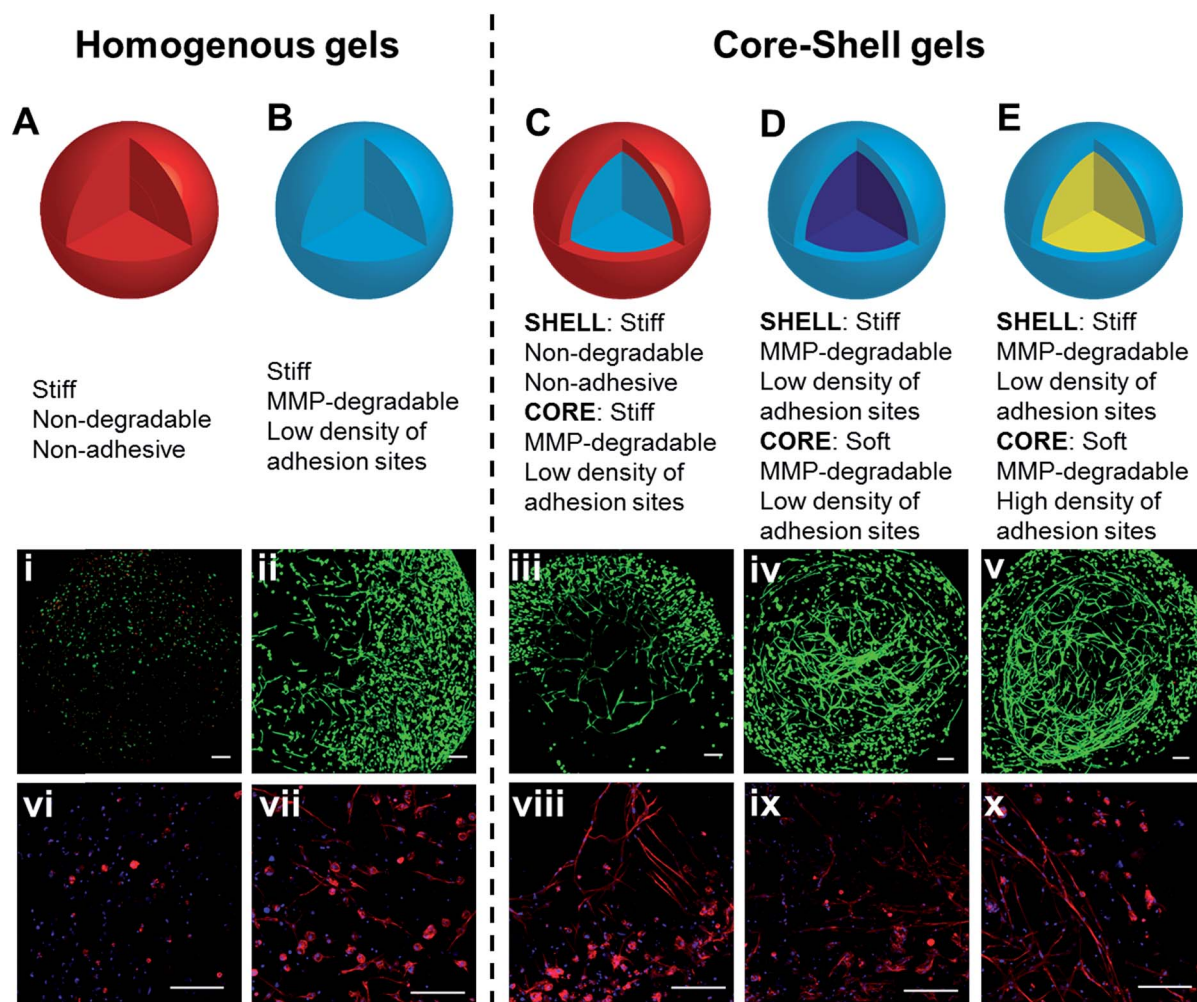 Homogenous gels
Core-Shell gels
A
B
C
D
E
Stiff
Non-degradable
Non-adhesive
Stiff
MMP-degradable
Low density of
adhesion sites
SHELL: Stiff
Non-degradable
Non-adhesive
CORE: Stiff
MMP-degradable
Low density of
adhesion sites
SHELL: Stiff
MMP-degradable
Low density of
adhesion sites
CORE: Soft
MMP-degradable
Low density of
adhesion sites
SHELL: Stiff
MMP-degradable
Low density of
adhesion sites
CORE: Soft
MMP-degradable
High density of
adhesion sites
i
ii
iii
iv
v
vi
vii
viii
ix
x